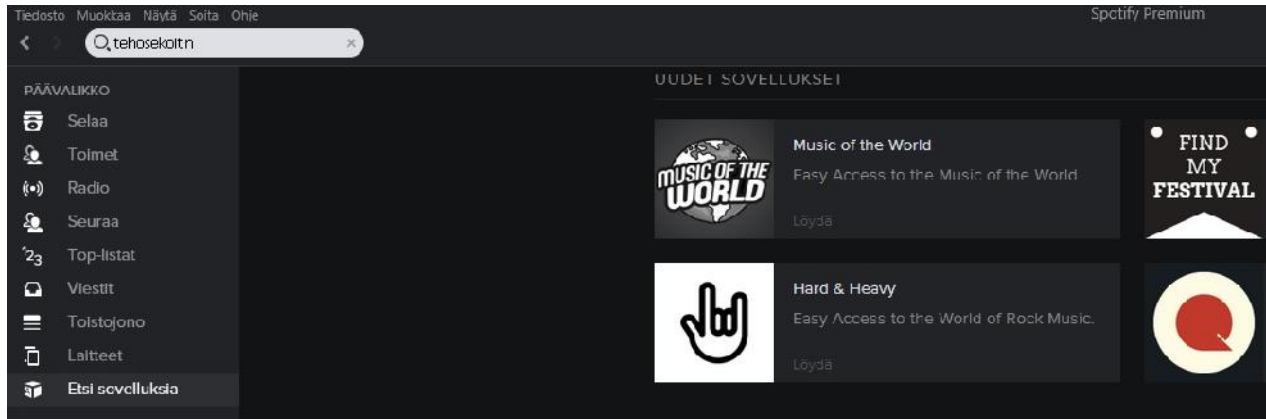 Tiedosto Muokkaa Näytä Soita Ohje
Spotify Premium
tehosekoitn
PÄÄVALIKKO
Selaa
Toimet
Radio
Seuraa
Top-listat
Viestit
Toistojono
Laitteet
Etsi sovelluksia
UUDET SOVELLUKSET
MUSIC OF THE
WORLD
Music of the World
Easy Access to the Music of the World
Löydä
FIND
MY
FESTIVAL
Hard & Heavy
Easy Access to the World of Rock Music.
Löydä